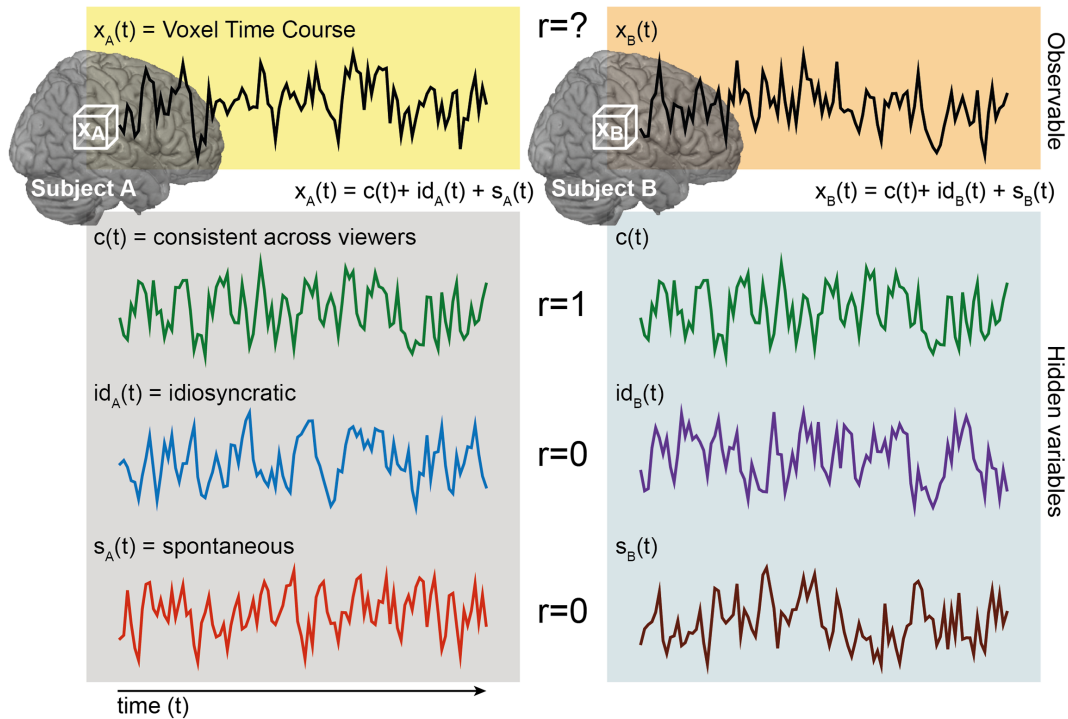 x_A(t) = Voxel Time Course
r=?
x_B(t)
Observable
x_A
x_B
Subject A
Subject B
x_A(t) = c(t)+ id_A(t) + s_A(t)
x_B(t) = c(t)+ id_B(t) + s_B(t)
c(t) = consistent across viewers
c(t)
r=1
Hidden variables
id_A(t) = idiosyncratic
id_B(t)
r=0
s_A(t) = spontaneous
s_B(t)
r=0
time (t)